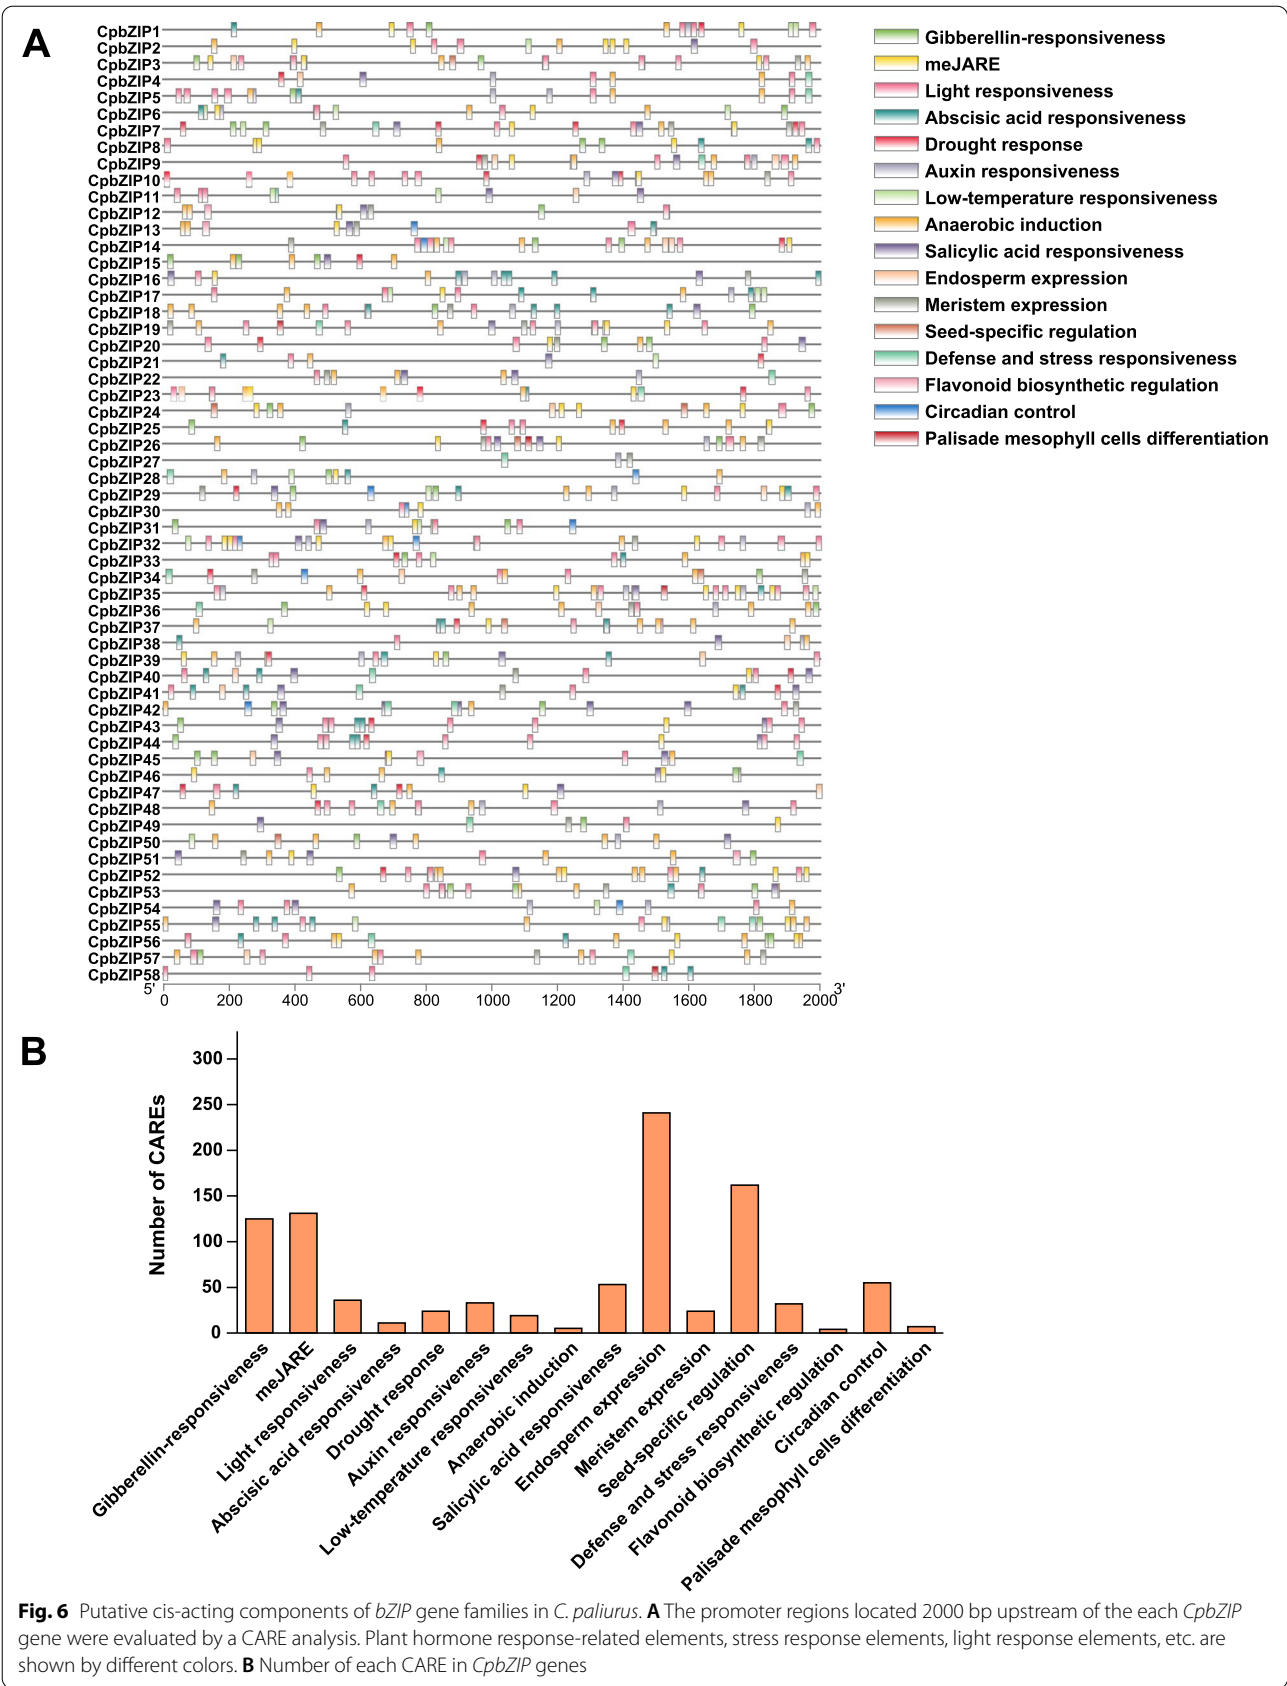 A
CpbZIP1
CpbZIP2
CpbZIP3
CpbZIP4
CpbZIP5
CpbZIP6
CpbZIP7
CpbZIP8
CpbZIP9
CpbZIP10
CpbZIP11
CpbZIP12
CpbZIP13
CpbZIP14
CpbZIP15
CpbZIP16
CpbZIP17
CpbZIP18
CpbZIP19
CpbZIP20
CpbZIP21
CpbZIP22
CpbZIP23
CpbZIP24
CpbZIP25
CpbZIP26
CpbZIP27
CpbZIP28
CpbZIP29
CpbZIP30
CpbZIP31
CpbZIP32
CpbZIP33
CpbZIP34
CpbZIP35
CpbZIP36
CpbZIP37
CpbZIP38
CpbZIP39
CpbZIP40
CpbZIP41
CpbZIP42
CpbZIP43
CpbZIP44
CpbZIP45
CpbZIP46
CpbZIP47
CpbZIP48
CpbZIP49
CpbZIP50
CpbZIP51
CpbZIP52
CpbZIP53
CpbZIP54
CpbZIP55
CpbZIP56
CpbZIP57
CpbZIP58
5' 3'
0 200 400 600 800 1000 1200 1400 1600 1800 2000
Gibberellin-responsiveness
meJARE
Light responsiveness
Abscisic acid responsiveness
Drought response
Auxin responsiveness
Low-temperature responsiveness
Anaerobic induction
Salicylic acid responsiveness
Endosperm expression
Meristem expression
Seed-specific regulation
Defense and stress responsiveness
Flavonoid biosynthetic regulation
Circadian control
Palisade mesophyll cells differentiation
B
Number of CAREs
300
250
200
150
100
50
0
Gibberellin-responsiveness
meJARE
Light responsiveness
Abscisic acid responsiveness
Drought response
Auxin responsiveness
Low-temperature responsiveness
Anaerobic induction
Salicylic acid responsiveness
Endosperm expression
Meristem expression
Seed-specific regulation
Defense and stress responsiveness
Flavonoid biosynthetic regulation
Circadian control
Palisade mesophyll cells differentiation
Fig. 6 Putative cis-acting components of bZIP gene families in C. paliurus. A The promoter regions located 2000 bp upstream of the each CpbZIP
gene were evaluated by a CARE analysis. Plant hormone response-related elements, stress response elements, light response elements, etc. are
shown by different colors. B Number of each CARE in CpbZIP genes